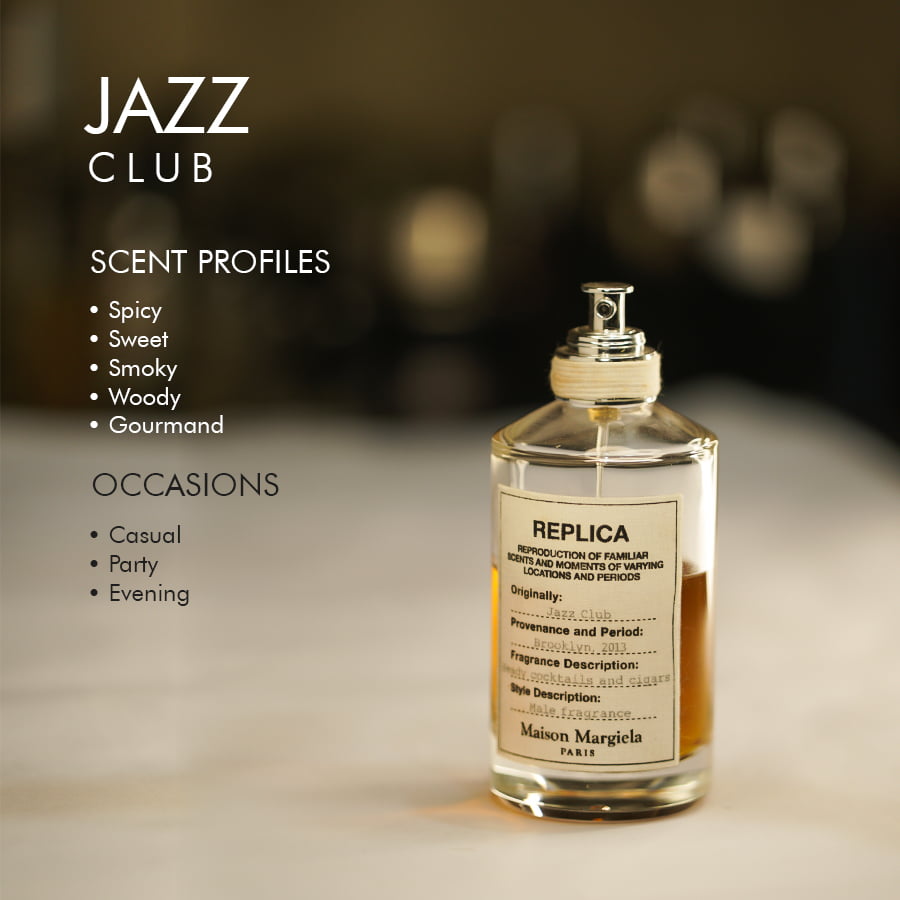 JAZZ
CLUB
SCENT PROFILES
• Spicy
• Sweet
• Smoky
• Woody
• Gourmand
OCCASIONS
• Casual
• Party
• Evening
REPLICA
REPRODUCTION OF FAMILIAR
SCENTS AND MOMENTS OF VARYING
LOCATIONS AND PERIODS
Originally:
Jazz Club
Provenance and Period:
Brooklyn, 2013
Fragrance Description:
cocktails and cigars
Style Description:
Male fragrance
Maison Margiela
PARIS